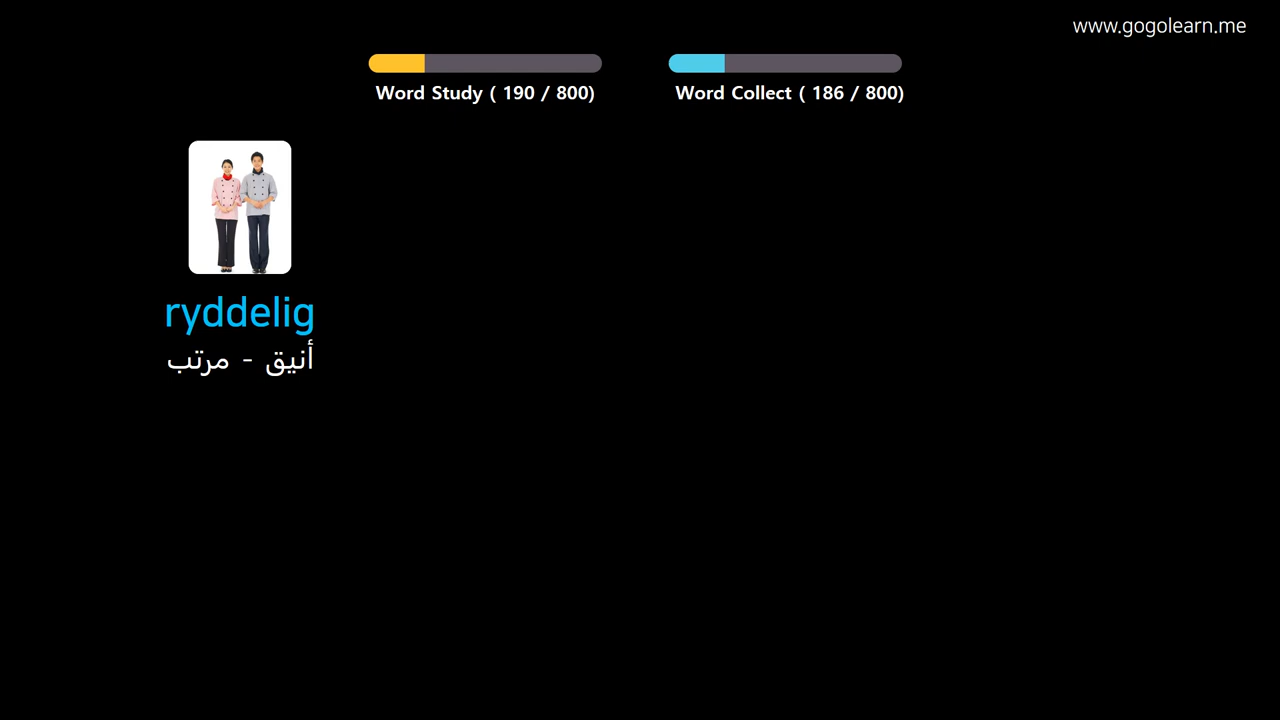 www.gogolearn.me
Word Study ( 190 / 800)
Word Collect ( 186 / 800)
ryddelig
أنيق - مرتب